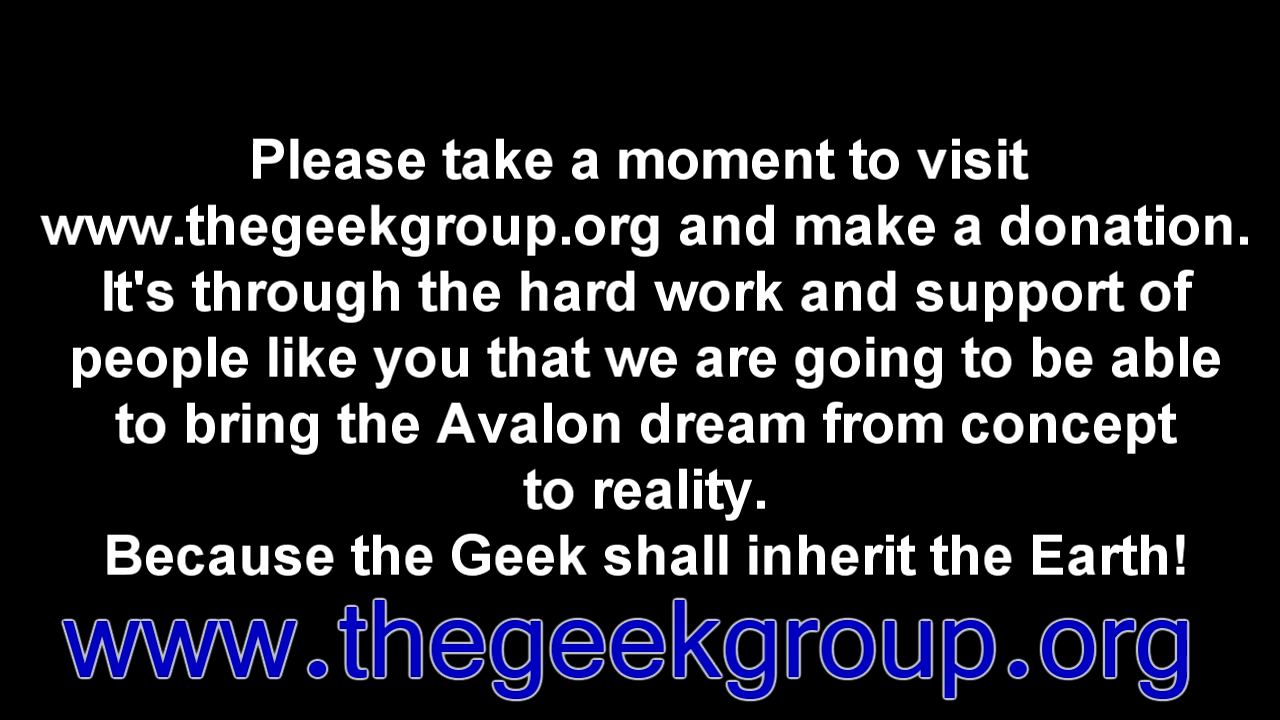 Please take a moment to visit
www.thegeekgroup.org and make a donation.
It's through the hard work and support of
people like you that we are going to be able
to bring the Avalon dream from concept
to reality.
Because the Geek shall inherit the Earth!
www.thegeekgroup.org